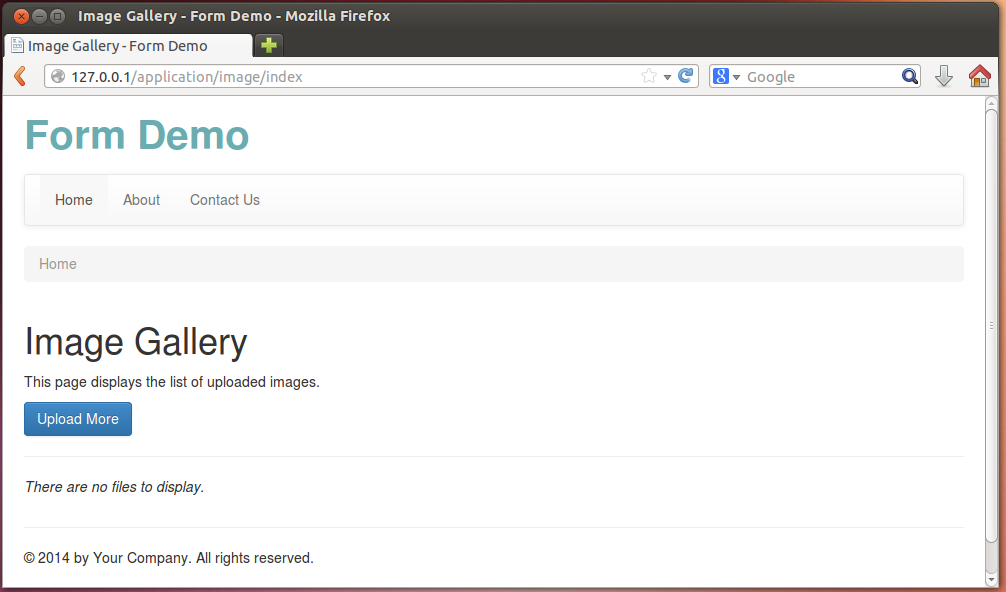 Image Gallery - Form Demo - Mozilla Firefox
Image Gallery - Form Demo
127.0.0.1/application/image/index
8 Google
Form Demo
Home About Contact Us
Home
Image Gallery
This page displays the list of uploaded images.
Upload More
There are no files to display.
© 2014 by Your Company. All rights reserved.